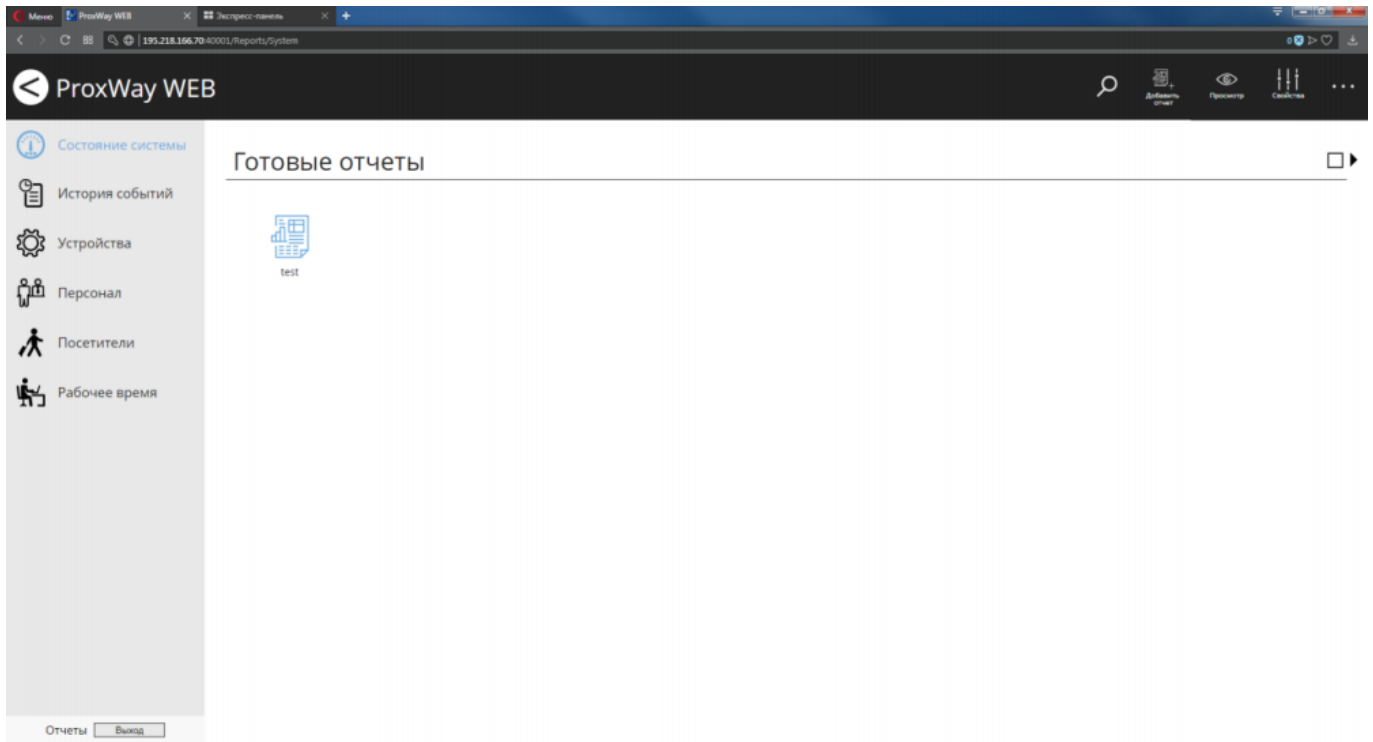 Меню ProxWay WEB Экспресс-панель
195.218.166.70:40001/Reports/System 0
ProxWay WEB
Добавить отчет Просмотр Свойства
Состояние системы
История событий
Устройства
Персонал
Посетители
Рабочее время
Готовые отчеты
test
Отчеты Выход